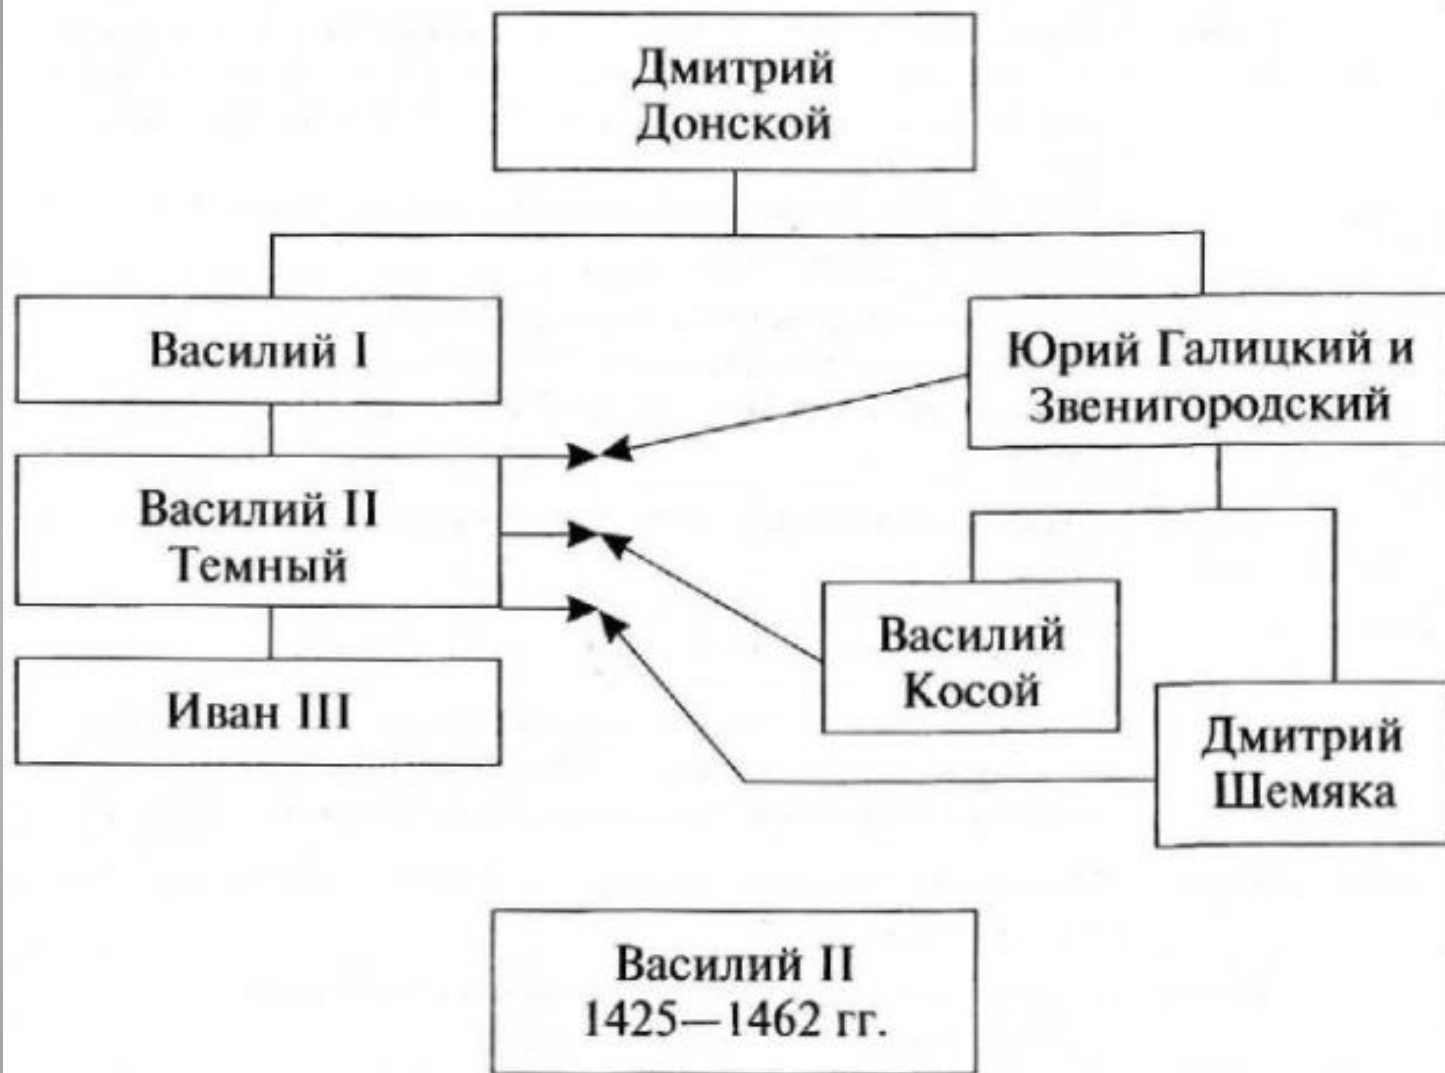 Дмитрий
Донской
Василий I
Юрий Галицкий и
Звенигородский
Василий II
Темный
Василий
Косой
Иван III
Дмитрий
Шемяка
Василий II
1425—1462 гг.